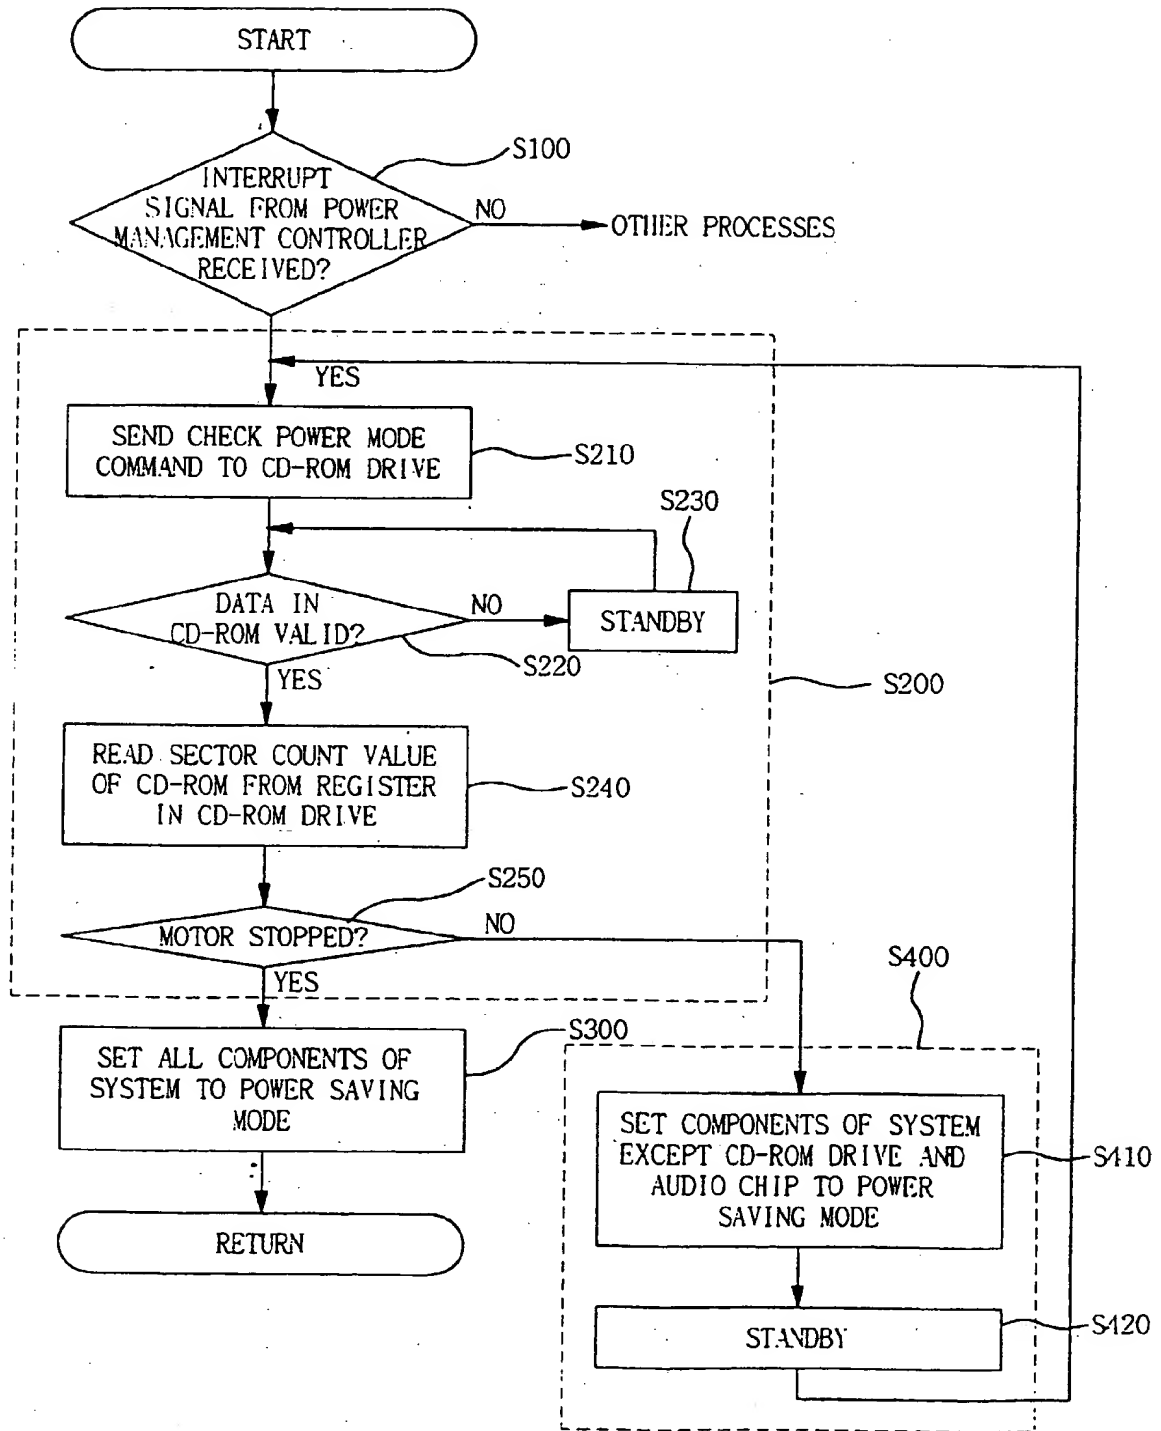 START
S100
INTERRUPT
SIGNAL FROM POWER
MANAGEMENT CONTROLLER
RECEIVED?
NO
OTHER PROCESSES
YES
SEND CHECK POWER MODE
COMMAND TO CD-ROM DRIVE
S210
S230
DATA IN
CD-ROM VALID?
NO
STANDBY
S220
YES
S200
READ SECTOR COUNT VALUE
OF CD-ROM FROM REGISTER
IN CD-ROM DRIVE
S240
S250
MOTOR STOPPED?
NO
YES
S400
S300
SET ALL COMPONENTS OF
SYSTEM TO POWER SAVING
MODE
SET COMPONENTS OF SYSTEM
EXCEPT CD-ROM DRIVE AND
AUDIO CHIP TO POWER
SAVING MODE
S410
RETURN
STANDBY
S420